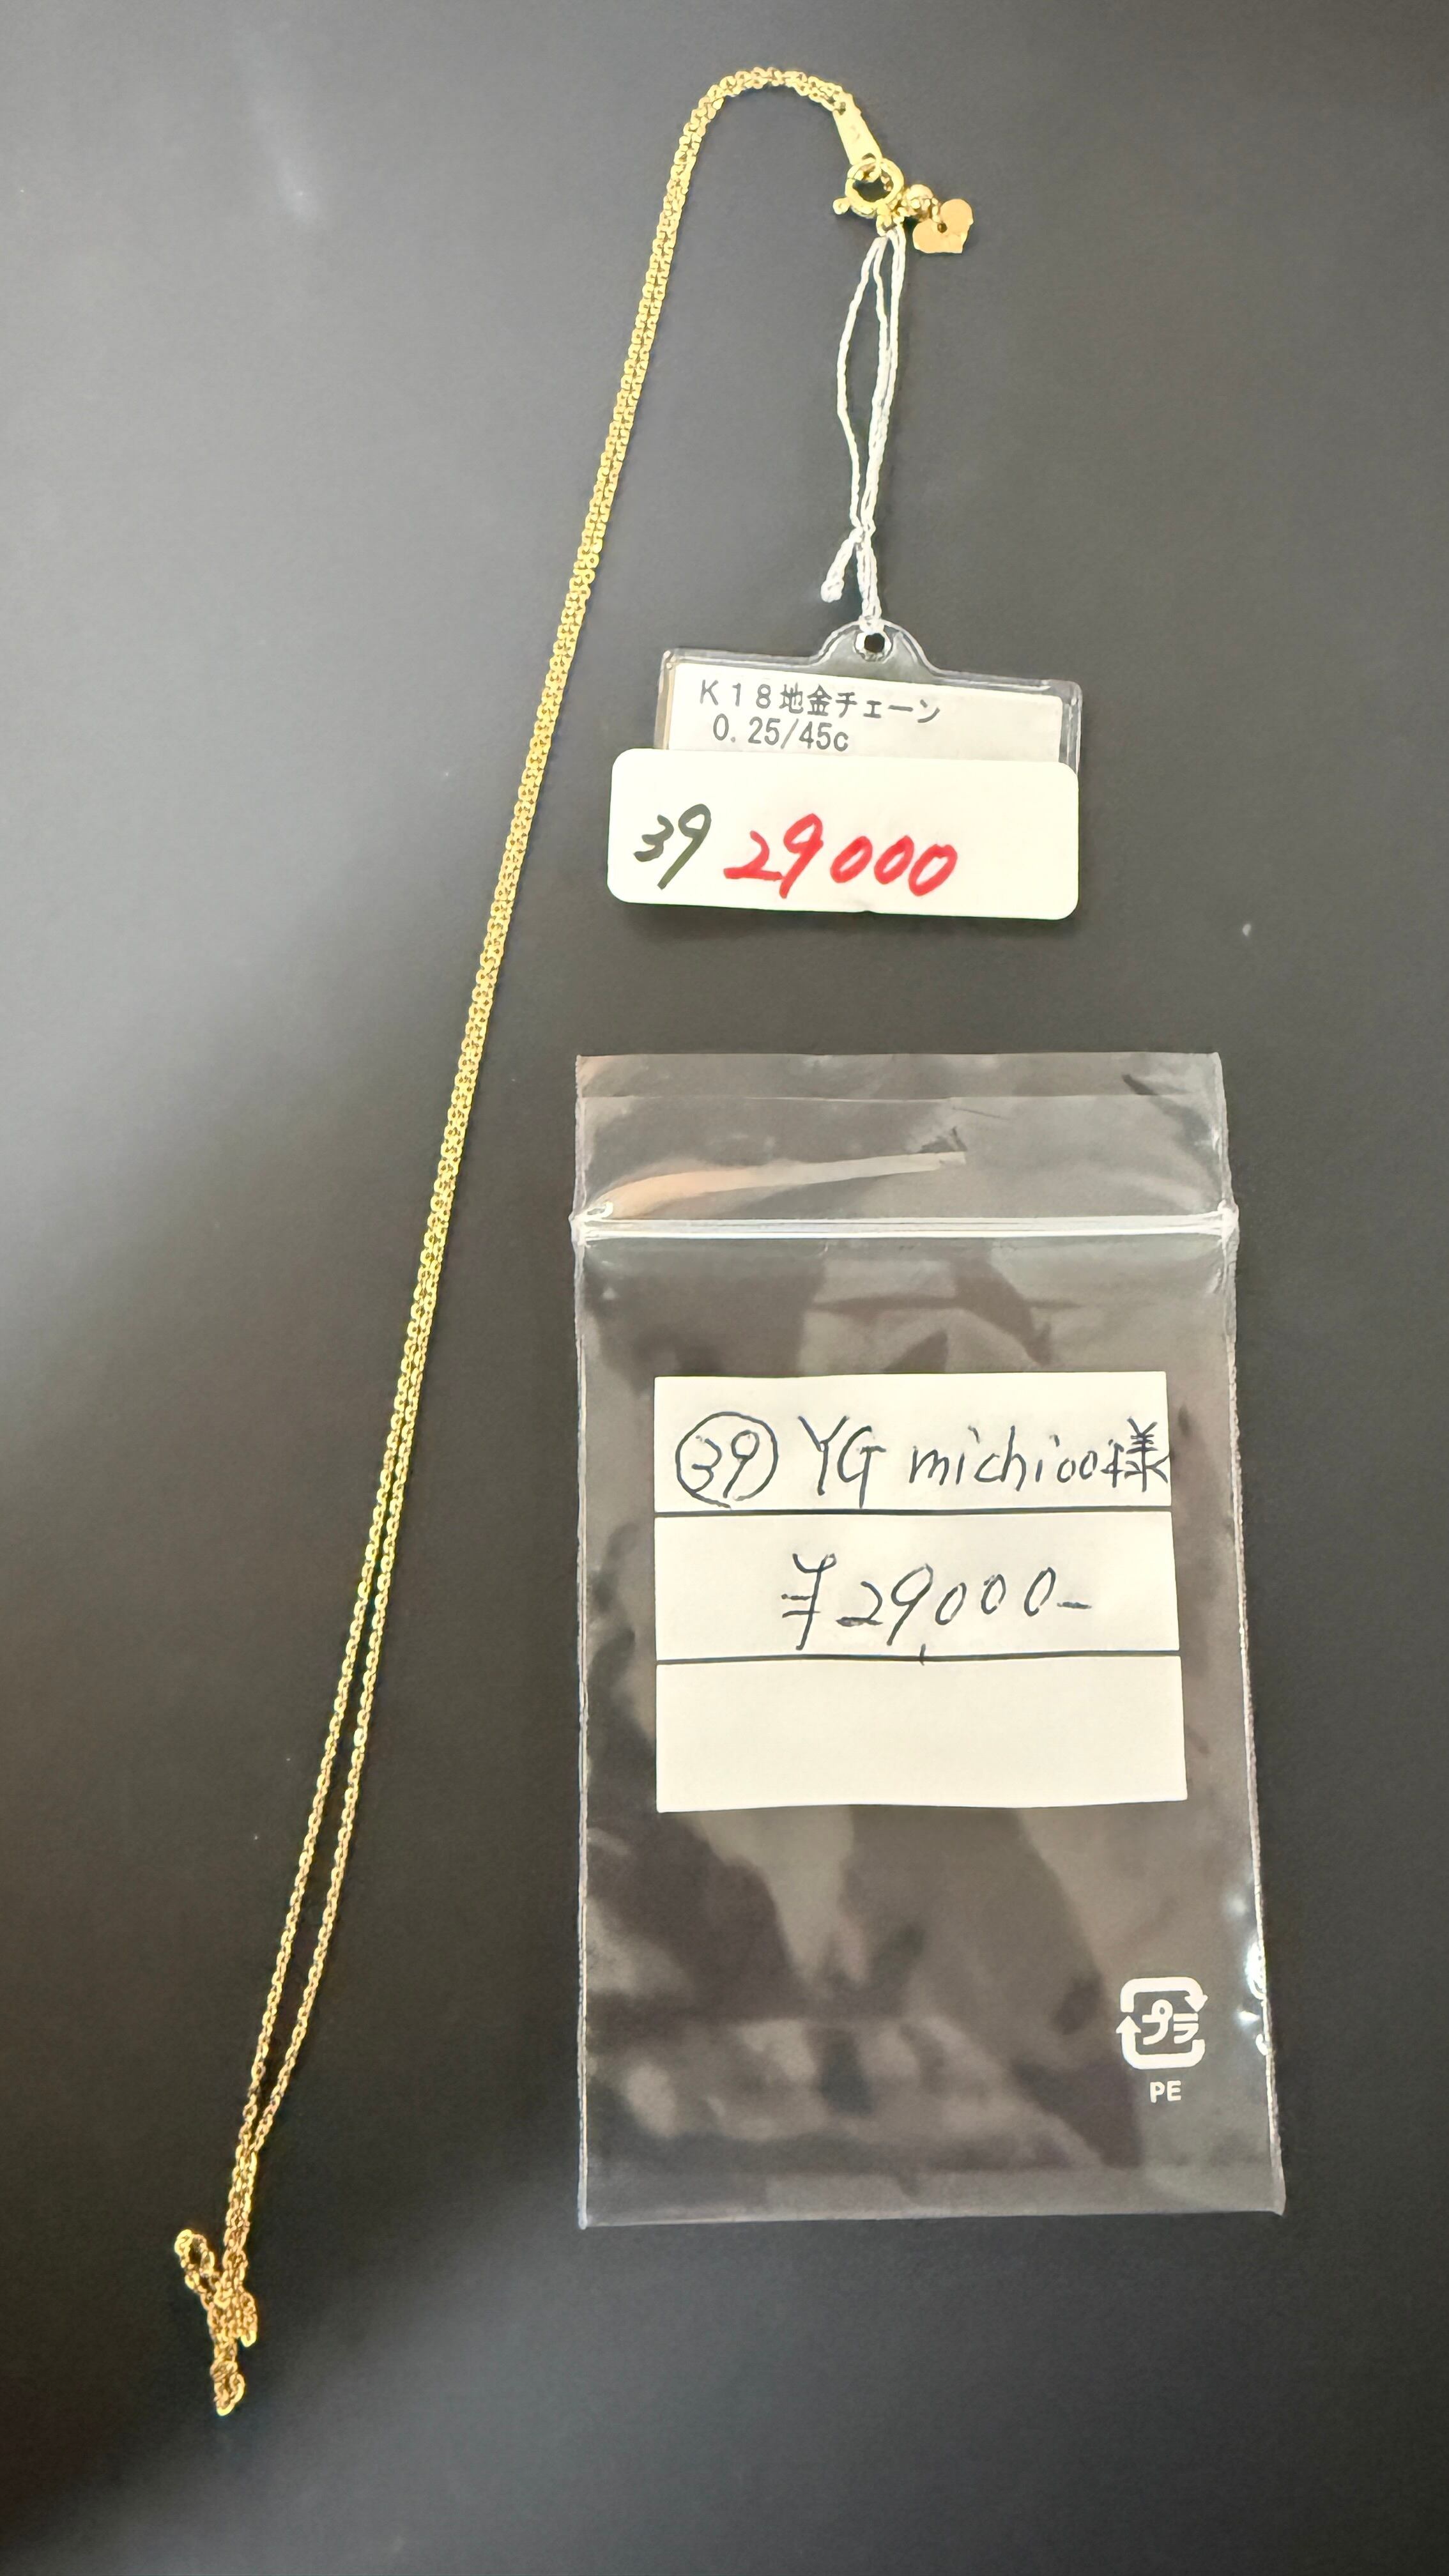 K18地金チェーン
0.25/45c
39 29000
㊴ YG michioo様
¥29,000-
プラ
PE